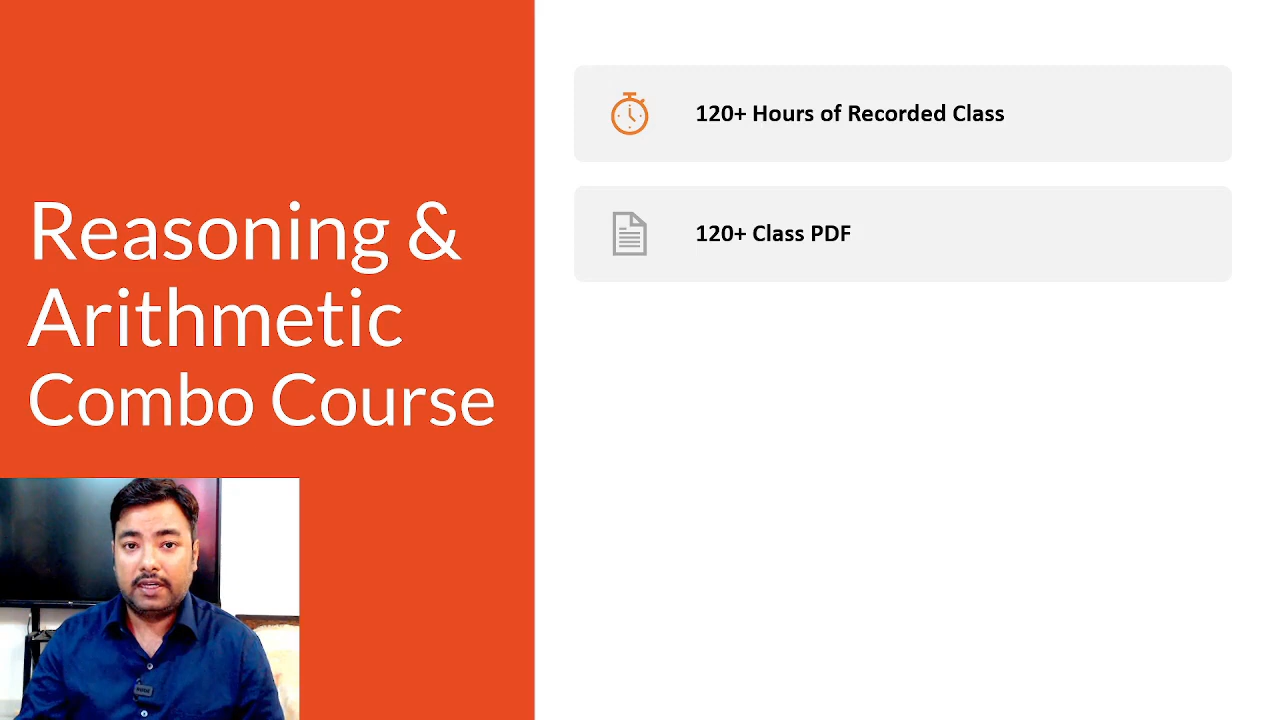 Reasoning &
Arithmetic
Combo Course
120+ Hours of Recorded Class
120+ Class PDF